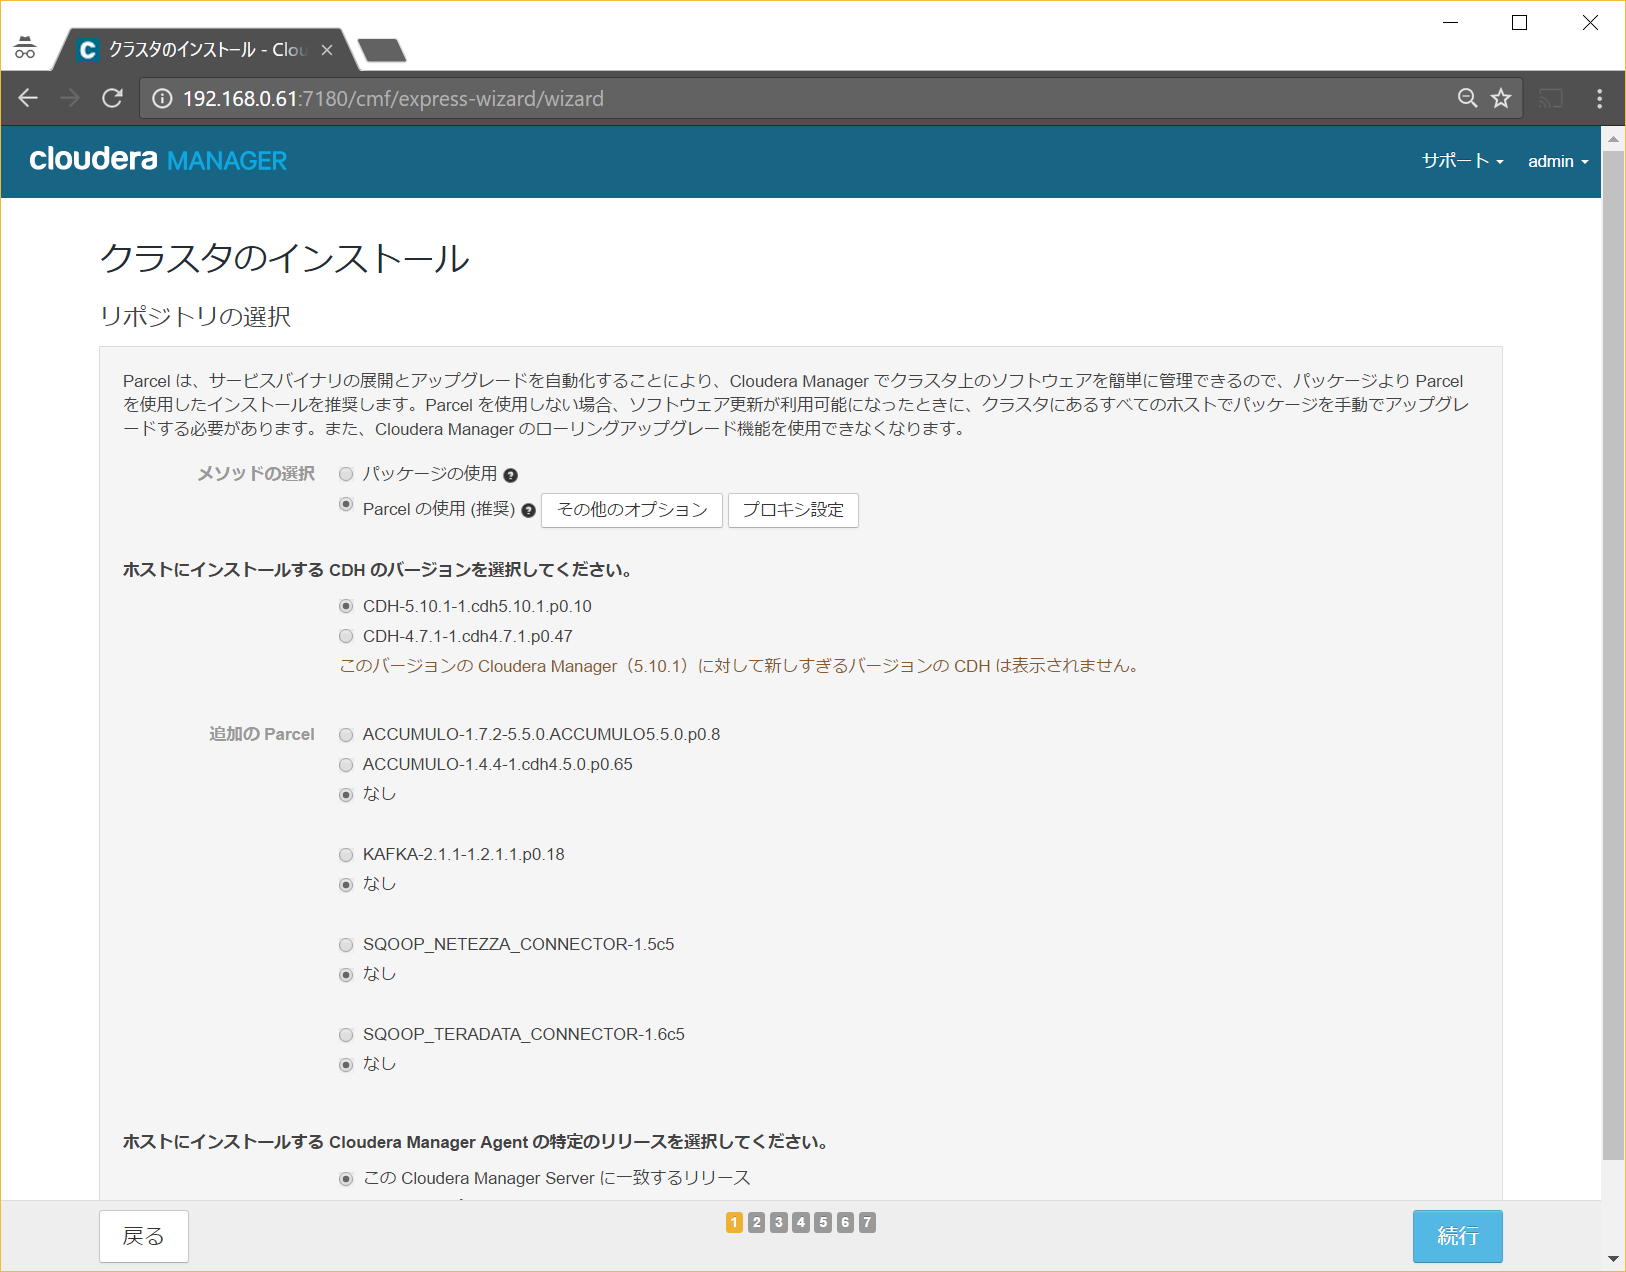 クラスタのインストール - Clou
192.168.0.61:7180/cmf/express-wizard/wizard
cloudera MANAGER
サポート
admin
クラスタのインストール
リポジトリの選択
Parcel は、サービスバイナリの展開とアップグレードを自動化することにより、Cloudera Manager でクラスタ上のソフトウェアを簡単に管理できるので、パッケージより Parcel
を使用したインストールを推奨します。Parcel を使用しない場合、ソフトウェア更新が利用可能になったときに、クラスタにあるすべてのホストでパッケージを手動でアップグレ
ードする必要があります。また、Cloudera Manager のローリングアップグレード機能を使用できなくなります。
メソッドの選択 パッケージの使用 ?
Parcel の使用 (推奨) ? その他のオプション プロキシ設定
ホストにインストールする CDH のバージョンを選択してください。
CDH-5.10.1-1.cdh5.10.1.p0.10
CDH-4.7.1-1.cdh4.7.1.p0.47
このバージョンの Cloudera Manager（5.10.1）に対して新しすぎるバージョンの CDH は表示されません。
追加の Parcel ACCUMULO-1.7.2-5.5.0.ACCUMULO5.5.0.p0.8
ACCUMULO-1.4.4-1.cdh4.5.0.p0.65
なし
KAFKA-2.1.1-1.2.1.1.p0.18
なし
SQOOP_NETEZZA_CONNECTOR-1.5c5
なし
SQOOP_TERADATA_CONNECTOR-1.6c5
なし
ホストにインストールする Cloudera Manager Agent の特定のリリースを選択してください。
この Cloudera Manager Server に一致するリリース
戻る
1 2 3 4 5 6 7
続行